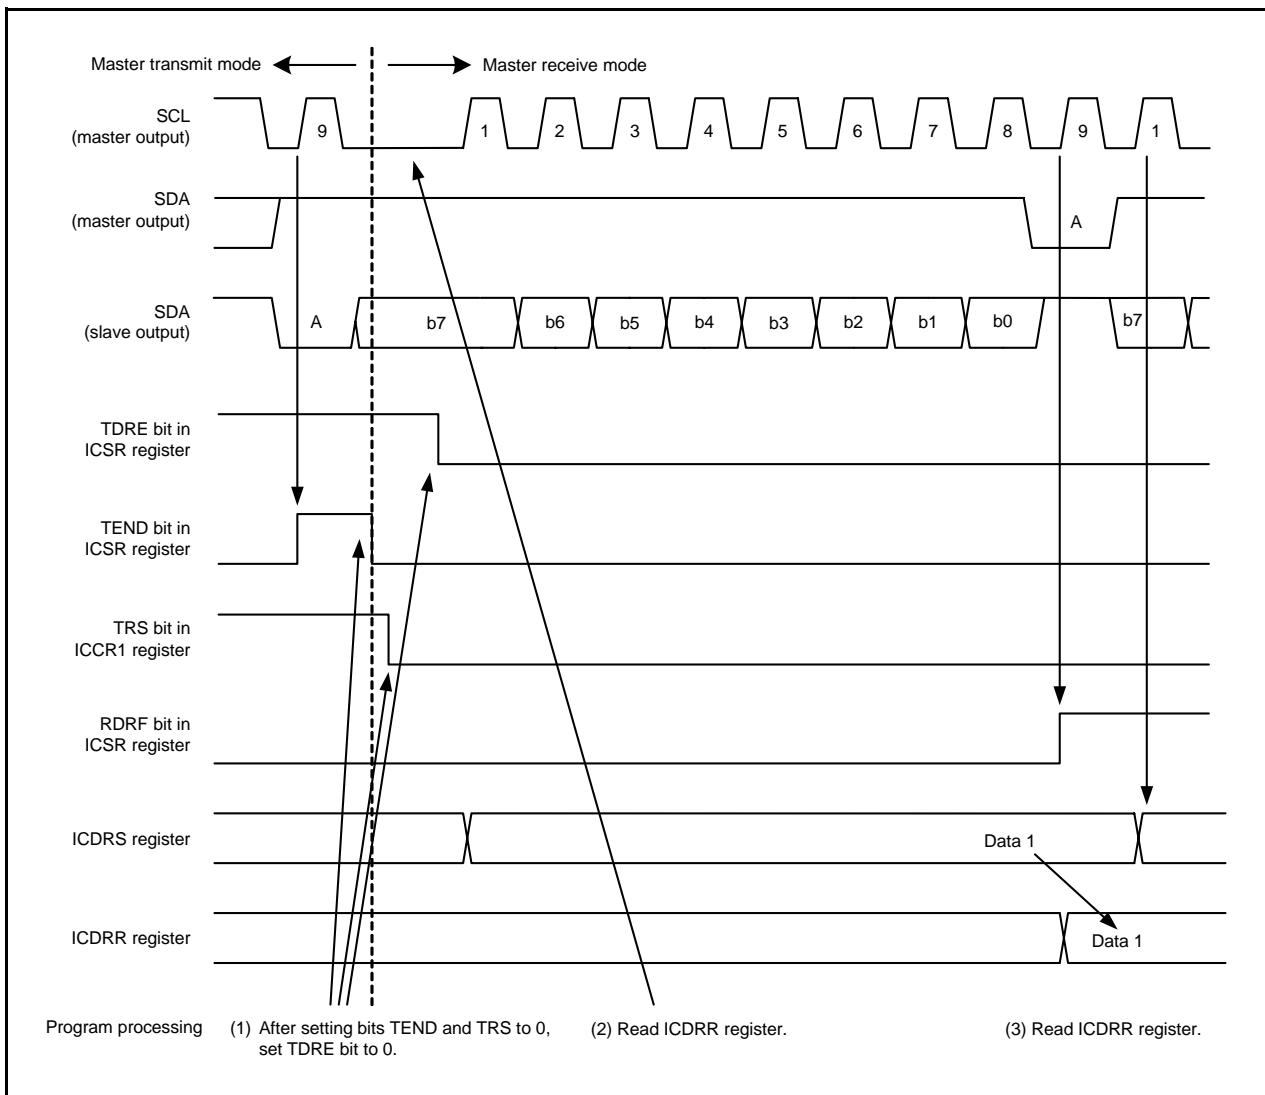 Master transmit mode
Master receive mode
SCL
(master output)
9 1 2 3 4 5 6 7 8 9 1
SDA
(master output)
A
SDA
(slave output)
A b7 b6 b5 b4 b3 b2 b1 b0 b7
TDRE bit in
ICSR register
TEND bit in
ICSR register
TRS bit in
ICCR1 register
RDRF bit in
ICSR register
ICDRS register
Data 1
ICDRR register
Data 1
Program processing
(1) After setting bits TEND and TRS to 0,
set TDRE bit to 0.
(2) Read ICDRR register.
(3) Read ICDRR register.